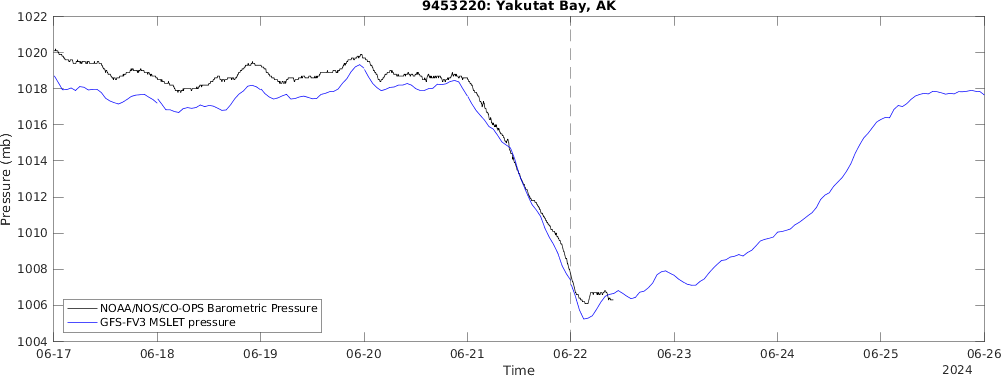 9453220: Yakutat Bay, AK
1022
1020
1018
1016
1014
1012
1010
1008
1006
1004
Pressure (mb)
NOAA/NOS/CO-OPS Barometric Pressure
GFS-FV3 MSLET pressure
06-17 06-18 06-19 06-20 06-21 06-22 06-23 06-24 06-25 06-26
Time
2024